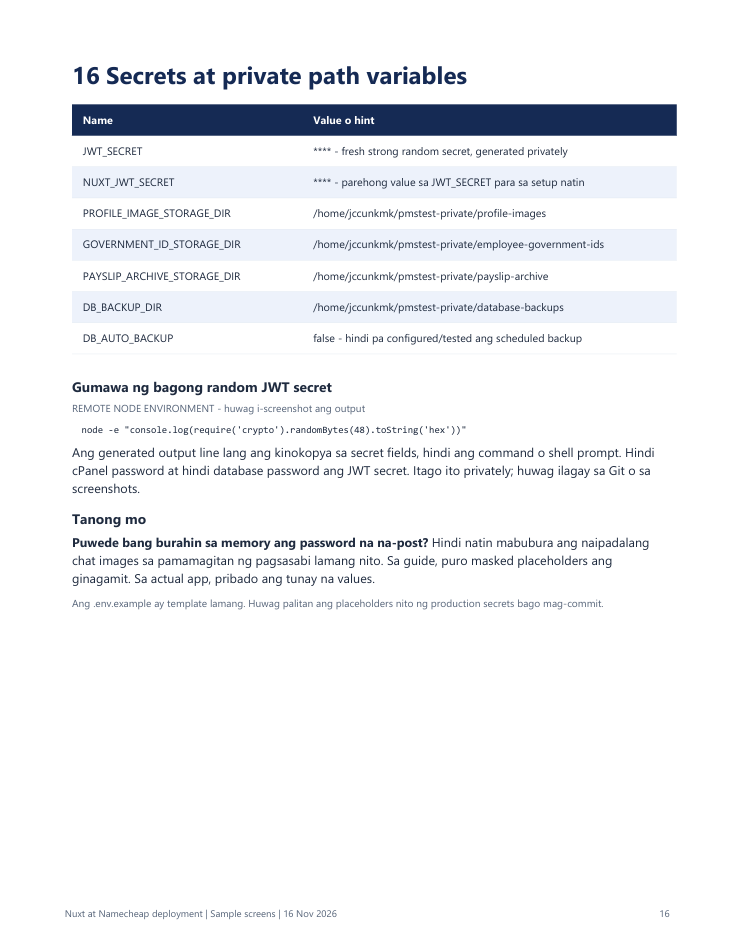 16 Secrets at private path variables
Name Value o hint
JWT_SECRET **** - fresh strong random secret, generated privately
NUXT_JWT_SECRET **** - parehong value sa JWT_SECRET para sa setup natin
PROFILE_IMAGE_STORAGE_DIR /home/jccunkmk/pmstest-private/profile-images
GOVERNMENT_ID_STORAGE_DIR /home/jccunkmk/pmstest-private/employee-government-ids
PAYSLIP_ARCHIVE_STORAGE_DIR /home/jccunkmk/pmstest-private/payslip-archive
DB_BACKUP_DIR /home/jccunkmk/pmstest-private/database-backups
DB_AUTO_BACKUP false - hindi pa configured/tested ang scheduled backup
Gumawa ng bagong random JWT secret
REMOTE NODE ENVIRONMENT - huwag i-screenshot ang output
node -e "console.log(require('crypto').randomBytes(48).toString('hex'))"
Ang generated output line lang ang kinokopya sa secret fields, hindi ang command o shell prompt. Hindi
cPanel password at hindi database password ang JWT secret. Itago ito privately; huwag ilagay sa Git o sa
screenshots.
Tanong mo
Puwede bang burahin sa memory ang password na na-post? Hindi natin mabubura ang naipadalang
chat images sa pamamagitan ng pagsasabi lamang nito. Sa guide, puro masked placeholders ang
ginagamit. Sa actual app, pribado ang tunay na values.
Ang .env.example ay template lamang. Huwag palitan ang placeholders nito ng production secrets bago mag-commit.
Nuxt at Namecheap deployment | Sample screens | 16 Nov 2026 16